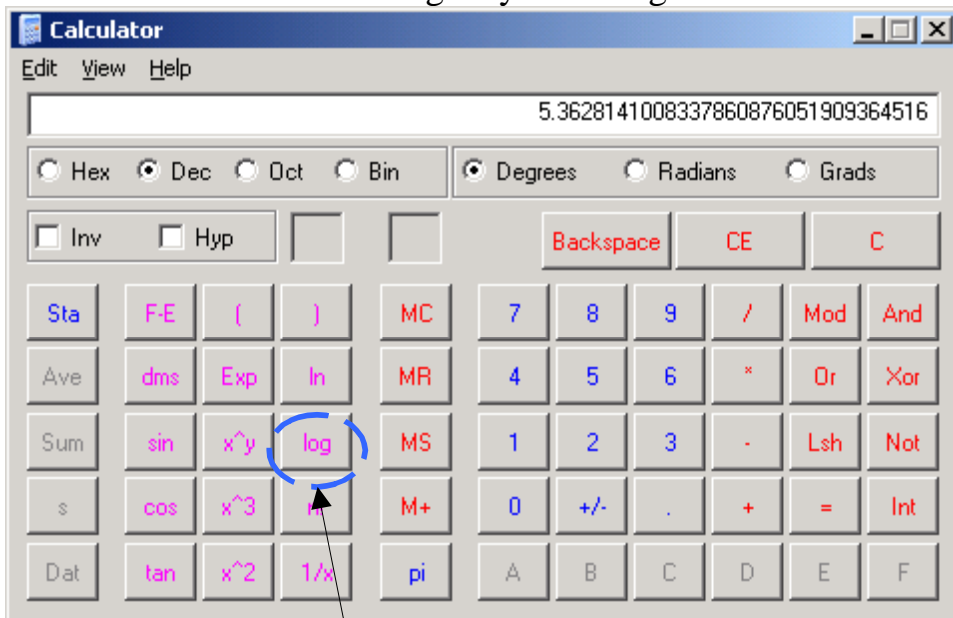 Calculator
Edit View Help
5.3628141008337860876051909364516
Hex Dec Oct Bin Degrees Radians Grads
Inv Hyp Backspace CE C
Sta F-E ( ) MC 7 8 9 / Mod And
Ave dms Exp ln MR 4 5 6 * Or Xor
Sum sin x^y log MS 1 2 3 - Lsh Not
s cos x^3 M+ 0 +/- . + = Int
Dat tan x^2 1/x pi A B C D E F